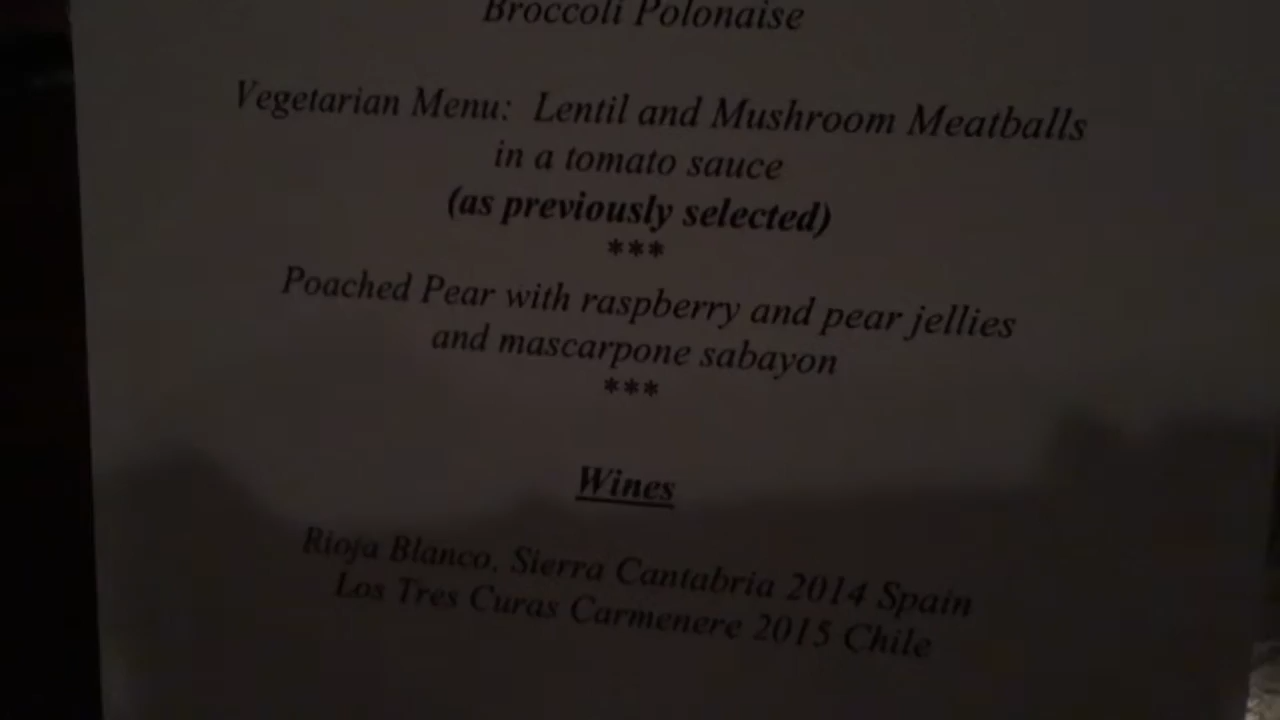 Broccoli Polonaise
Vegetarian Menu: Lentil and Mushroom Meatballs
in a tomato sauce
(as previously selected)
***
Poached Pear with raspberry and pear jellies
and mascarpone sabayon
***
Wines
Rioja Blanco, Sierra Cantabria 2014 Spain
Los Tres Curas Carmenere 2015 Chile